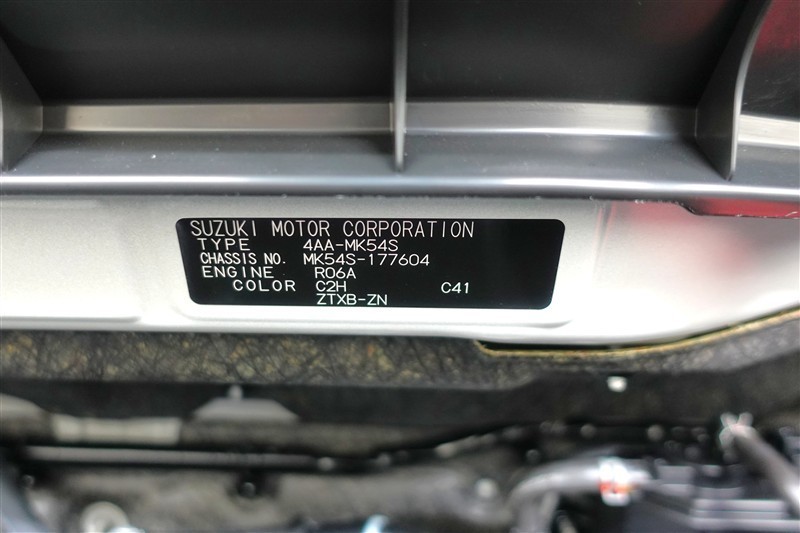 SUZUKI MOTOR CORPORATION
TYPE 4AA-MK54S
CHASSIS NO. MK54S-177604
ENGINE R06A
COLOR C2H C41
ZTXB-ZN